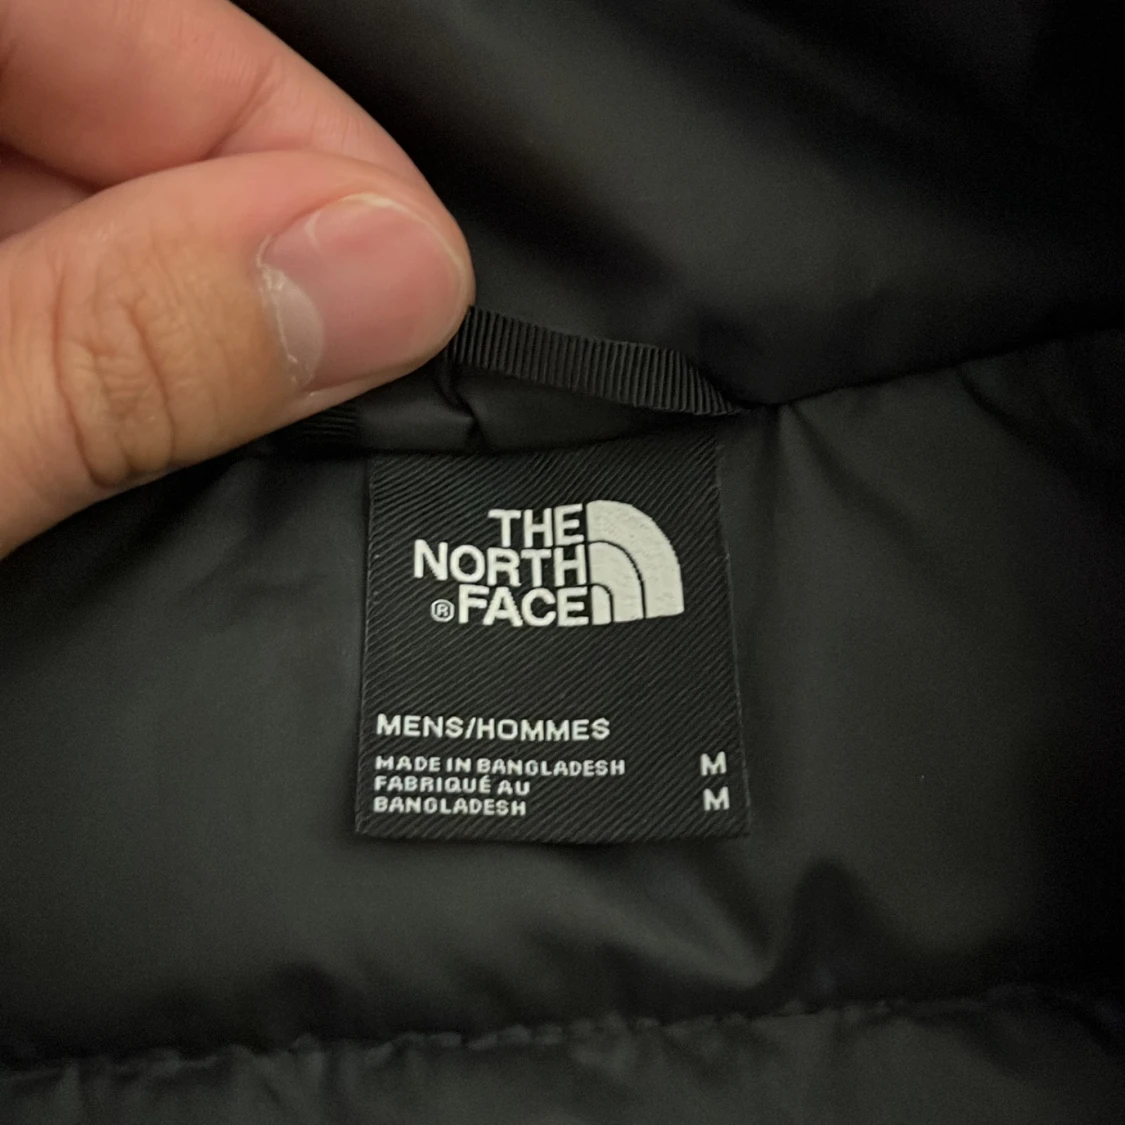 THE
NORTH
®FACE
MENS/HOMMES
MADE IN BANGLADESH M
FABRIQUÉ AU
BANGLADESH M